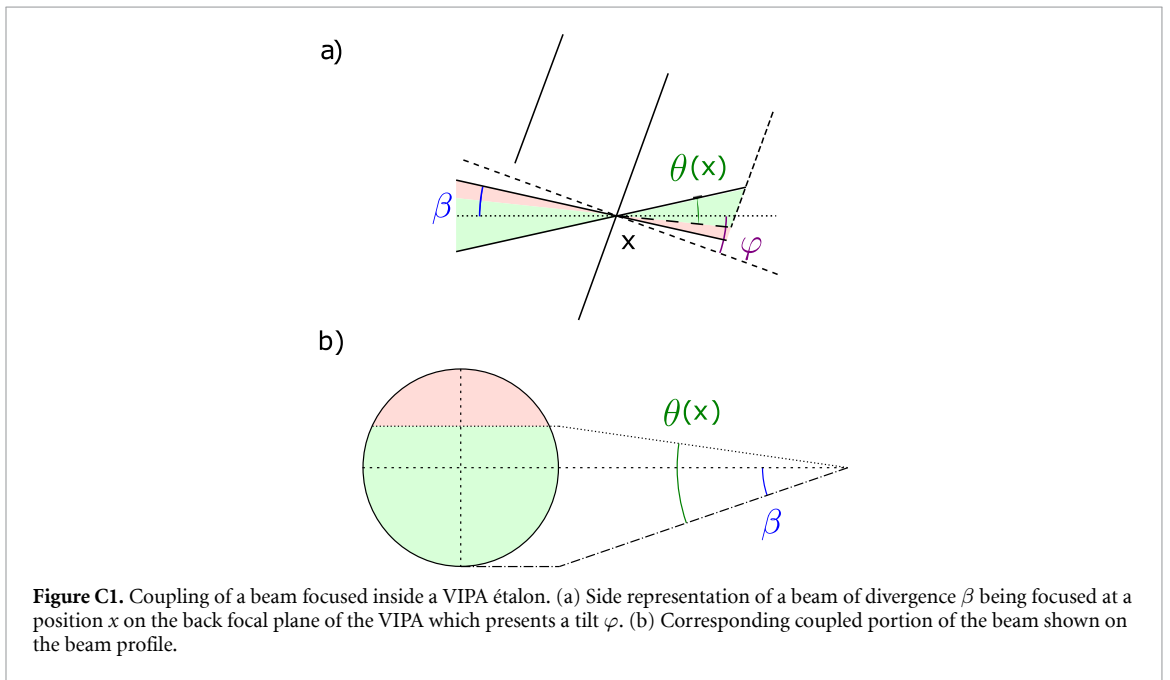 a)
θ(x)
β
x
φ
b)
θ(x)
β
Figure C1. Coupling of a beam focused inside a VIPA étalon. (a) Side representation of a beam of divergence β being focused at a
position x on the back focal plane of the VIPA which presents a tilt φ. (b) Corresponding coupled portion of the beam shown on
the beam profile.